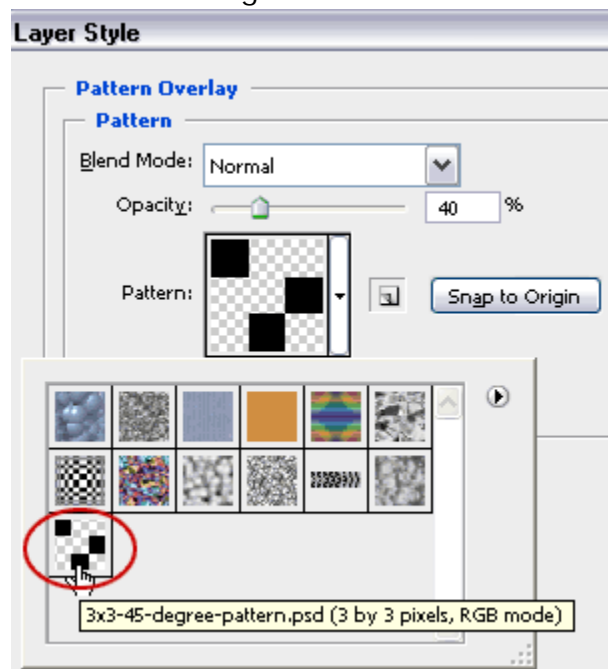 Layer Style
Pattern Overlay
Pattern
Blend Mode: Normal
Opacity: 40 %
Pattern: Snap to Origin
3x3-45-degree-pattern.psd (3 by 3 pixels, RGB mode)